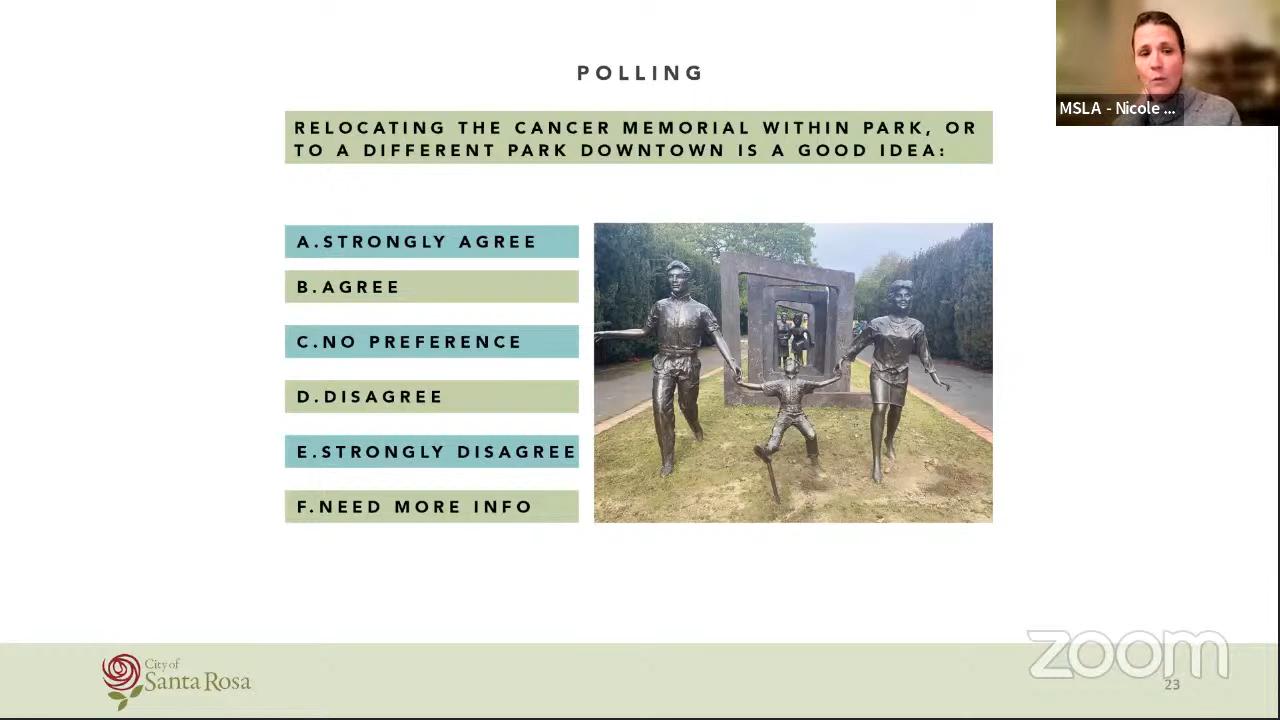 POLLING
RELOCATING THE CANCER MEMORIAL WITHIN PARK, OR
TO A DIFFERENT PARK DOWNTOWN IS A GOOD IDEA:
A.STRONGLY AGREE
B.AGREE
C.NO PREFERENCE
D.DISAGREE
E.STRONGLY DISAGREE
F.NEED MORE INFO
MSLA - Nicole ...
City of
Santa Rosa
zoom
23